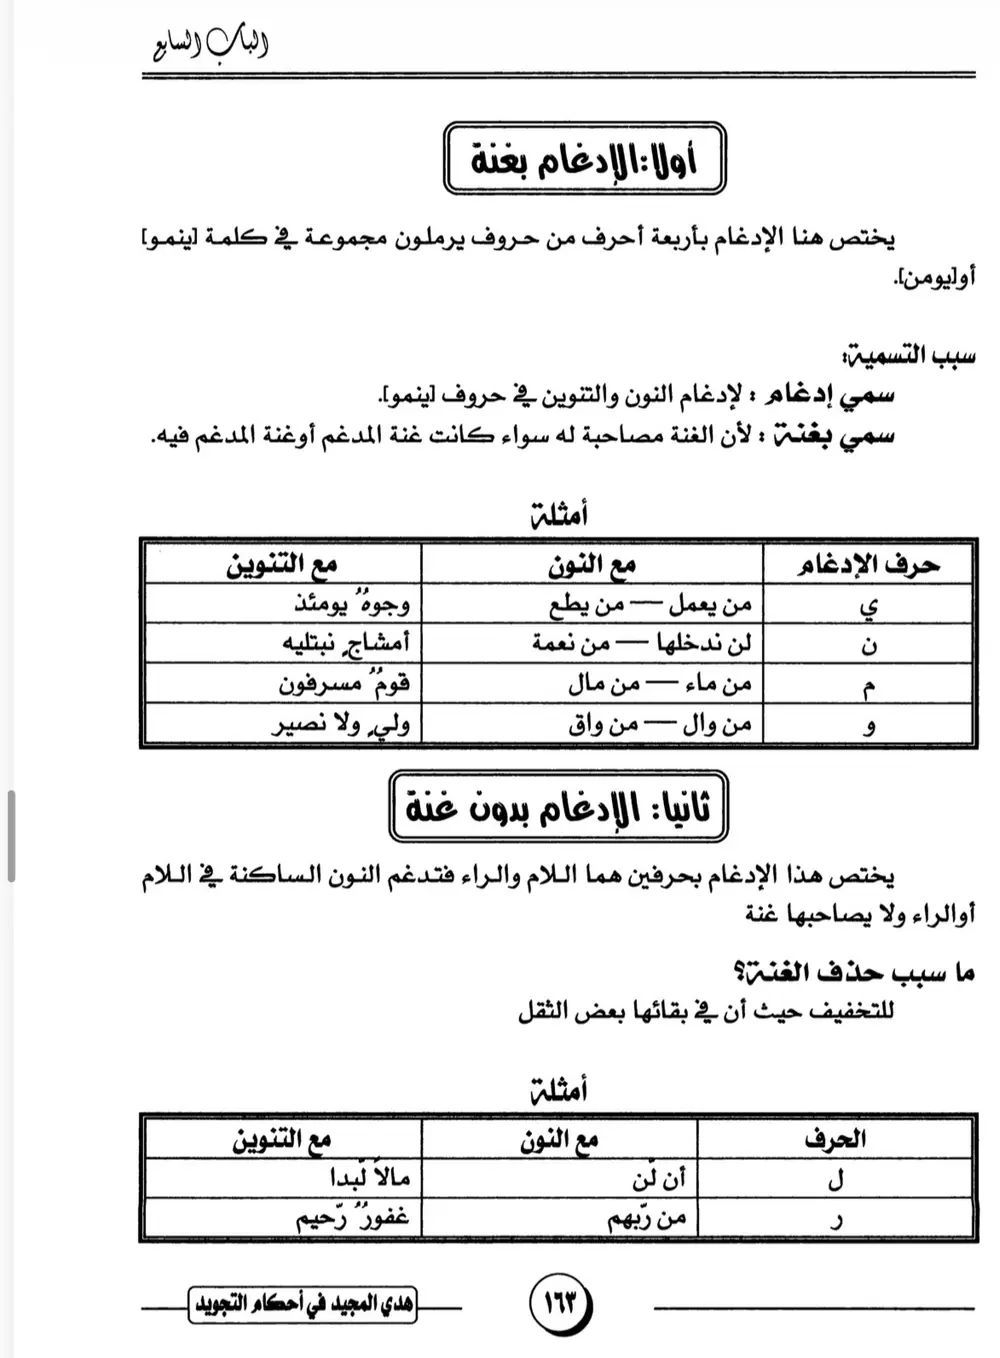 الباب السابع
أولا:الإدغام بغنة
يختص هنا الإدغام بأربعة أحرف من حروف يرملون مجموعة في كلمة [ينمو]
أو[يومن].
سبب التسمية:
سمي إدغام : لإدغام النون والتنوين في حروف [ينمو].
سمي بغنة : لأن الغنة مصاحبة له سواء كانت غنة المدغم أوغنة المدغم فيه.
أمثلة
حرف الإدغام مع النون مع التنوين
ي من يعمل — من يطع وجوهٌ يومئذ
ن لن ندخلها — من نعمة أمشاجٍ نبتليه
م من ماء — من مال قومٌ مسرفون
و من وال — من واق وليٍ ولا نصير
ثانيا: الإدغام بدون غنة
يختص هذا الإدغام بحرفين هما اللام والراء فتدغم النون الساكنة في اللام
أوالراء ولا يصاحبها غنة
ما سبب حذف الغنة؟
للتخفيف حيث أن في بقائها بعض الثقل
أمثلة
الحرف مع النون مع التنوين
ل أن لّن مالاً لّبدا
ر من رّبهم غفورٌ رّحيم
١٦٣
هدي المجيد في أحكام التجويد